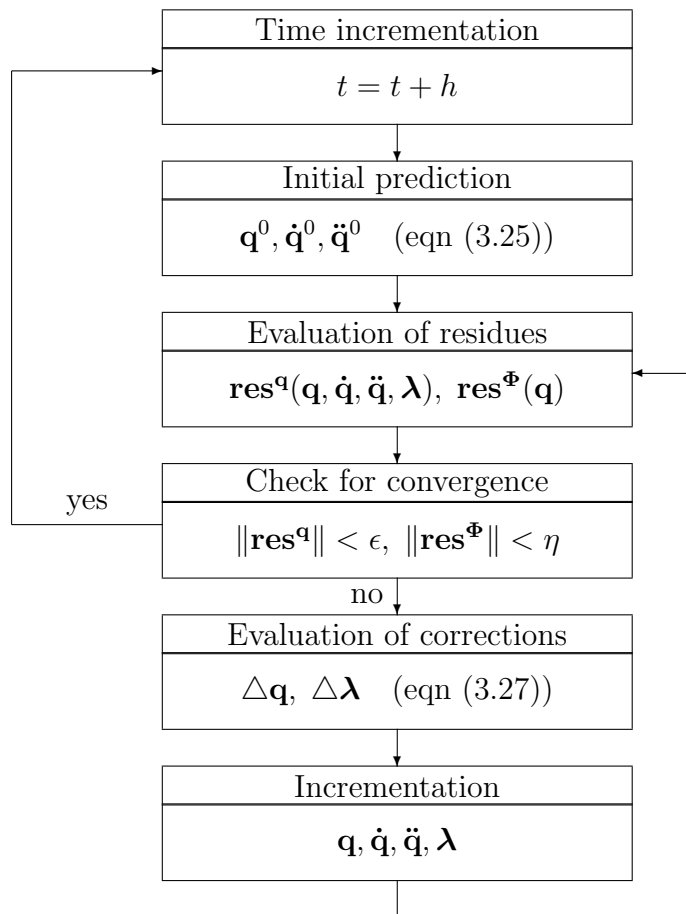 Time incrementation
t = t + h
Initial prediction
q⁰, q̇⁰, q̈⁰ (eqn (3.25))
Evaluation of residues
res^q(q, q̇, q̈, λ), res^Φ(q)
Check for convergence
yes
‖res^q‖ < ϵ, ‖res^Φ‖ < η
no
Evaluation of corrections
△q, △λ (eqn (3.27))
Incrementation
q, q̇, q̈, λ